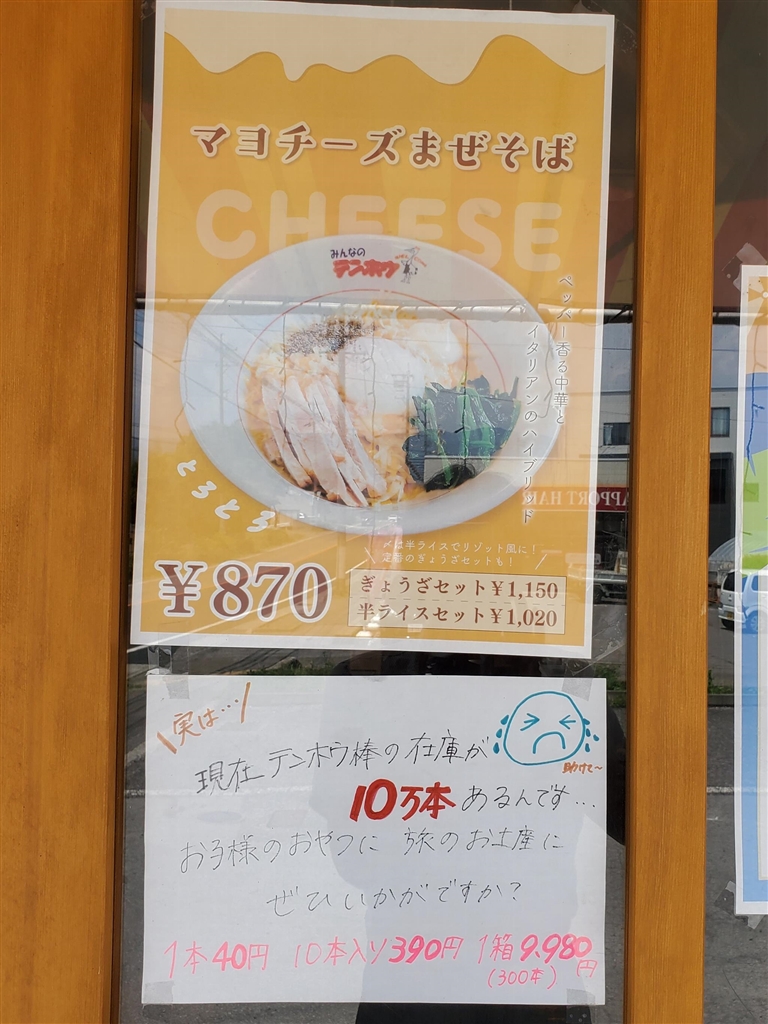 マヨチーズまぜそば
CHEESE
みんなの
テンホウ
ペッパー香る中華と
イタリアンのハイブリッド
とろとろ
〆は半ライスでリゾット風に!
定番のぎょうざセットも!
¥870
ぎょうざセット¥1,150
半ライスセット¥1,020
\実は…/
現在テンホウ棒の在庫が
助けて~
10万本あるんです…
お子様のおやつに 旅のお土産に
ぜひいかがですか?
1本40円 10本入り390円 1箱9.980円
(300本)